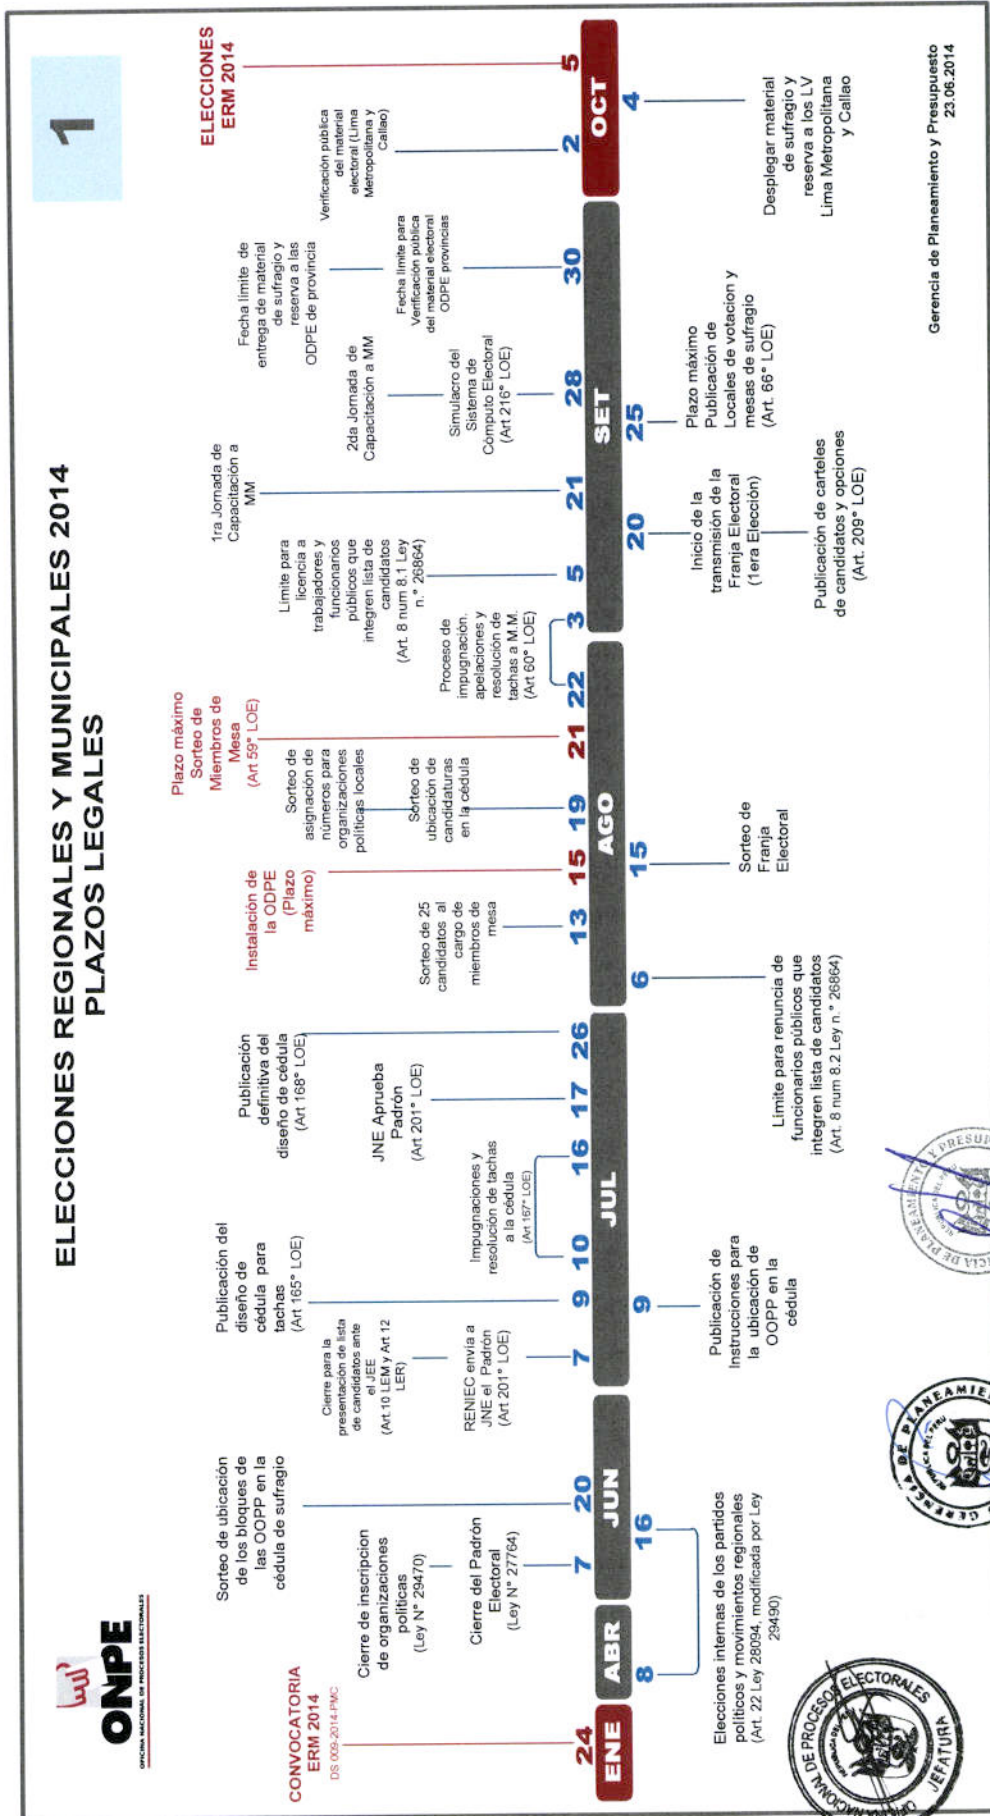 ONPE
OFICINA NACIONAL DE PROCESOS ELECTORALES
ELECCIONES REGIONALES Y MUNICIPALES 2014
PLAZOS LEGALES
1
CONVOCATORIA
ERM 2014
DS 009-2014-PMC
24
ENE
8
ABR
Elecciones internas de los partidos
políticos y movimientos regionales
(Art. 22 Ley 28094, modificada por Ley
29490)
16
Cierre de inscripcion
de organizaciones
políticas
(Ley N° 29470)
Cierre del Padrón
Electoral
(Ley N° 27764)
7
Sorteo de ubicación
de los bloques de
las OOPP en la
cédula de sufragio
20
JUN
Cierre para la
presentación de lista
de candidatos ante
el JEE
(Art.10 LEM y Art 12
LER)
RENIEC envía a
JNE el Padrón
(Art 201° LOE)
7
Publicación del
diseño de
cédula para
tachas
(Art 165° LOE)
9
9
Publicación de
Instrucciones para
la ubicación de
OOPP en la
cédula
Impugnaciones y
resolución de tachas
a la cédula
(Art 167° LOE)
10
16
JUL
JNE Aprueba
Padrón
(Art 201° LOE)
17
Publicación
definitiva del
diseño de cédula
(Art 168° LOE)
26
6
Limite para renuncia de
funcionarios públicos que
integren lista de candidatos
(Art. 8 num 8.2 Ley n.° 26864)
Sorteo de 25
candidatos al
cargo de
miembros de
mesa
13
Instalación de
la ODPE
(Plazo
máximo)
15
15
Sorteo de
Franja
Electoral
AGO
Sorteo de
asignación de
números para
organizaciones
políticas locales
Sorteo de
ubicación de
candidaturas
en la cédula
19
Plazo máximo
Sorteo de
Miembros de
Mesa
(Art 59° LOE)
21
Proceso de
impugnación.
apelaciones y
resolución de
tachas a M.M.
(Art 60° LOE)
22
3
Limite para
licencia a
trabajadores y
funcionarios
públicos que
integren lista de
candidatos
(Art. 8 num 8.1 Ley
n.° 26864)
5
20
Inicio de la
transmisión de la
Franja Electoral
(1era Elección)
Publicación de carteles
de candidatos y opciones
(Art. 209° LOE)
1ra Jornada de
Capacitación a
MM
21
SET
25
Plazo máximo
Publicación de
Locales de votacion y
mesas de sufragio
(Art. 66° LOE)
2da Jornada de
Capacitación a MM
Simulacro del
Sistema de
Cómputo Electoral
(Art 216° LOE)
28
Fecha limite de
entrega de material
de sufragio y
reserva a las
ODPE de provincia
Fecha limite para
Verificación pública
del material electoral
ODPE provincias
30
Verificación pública
del material
electoral (Lima
Metropolitana y
Callao)
2
OCT
4
Desplegar material
de sufragio y
reserva a los LV
Lima Metropolitana
y Callao
ELECCIONES
ERM 2014
5
Gerencia de Planeamiento y Presupuesto
23.06.2014
OFICINA NACIONAL DE PROCESOS ELECTORALES
JEFATURA